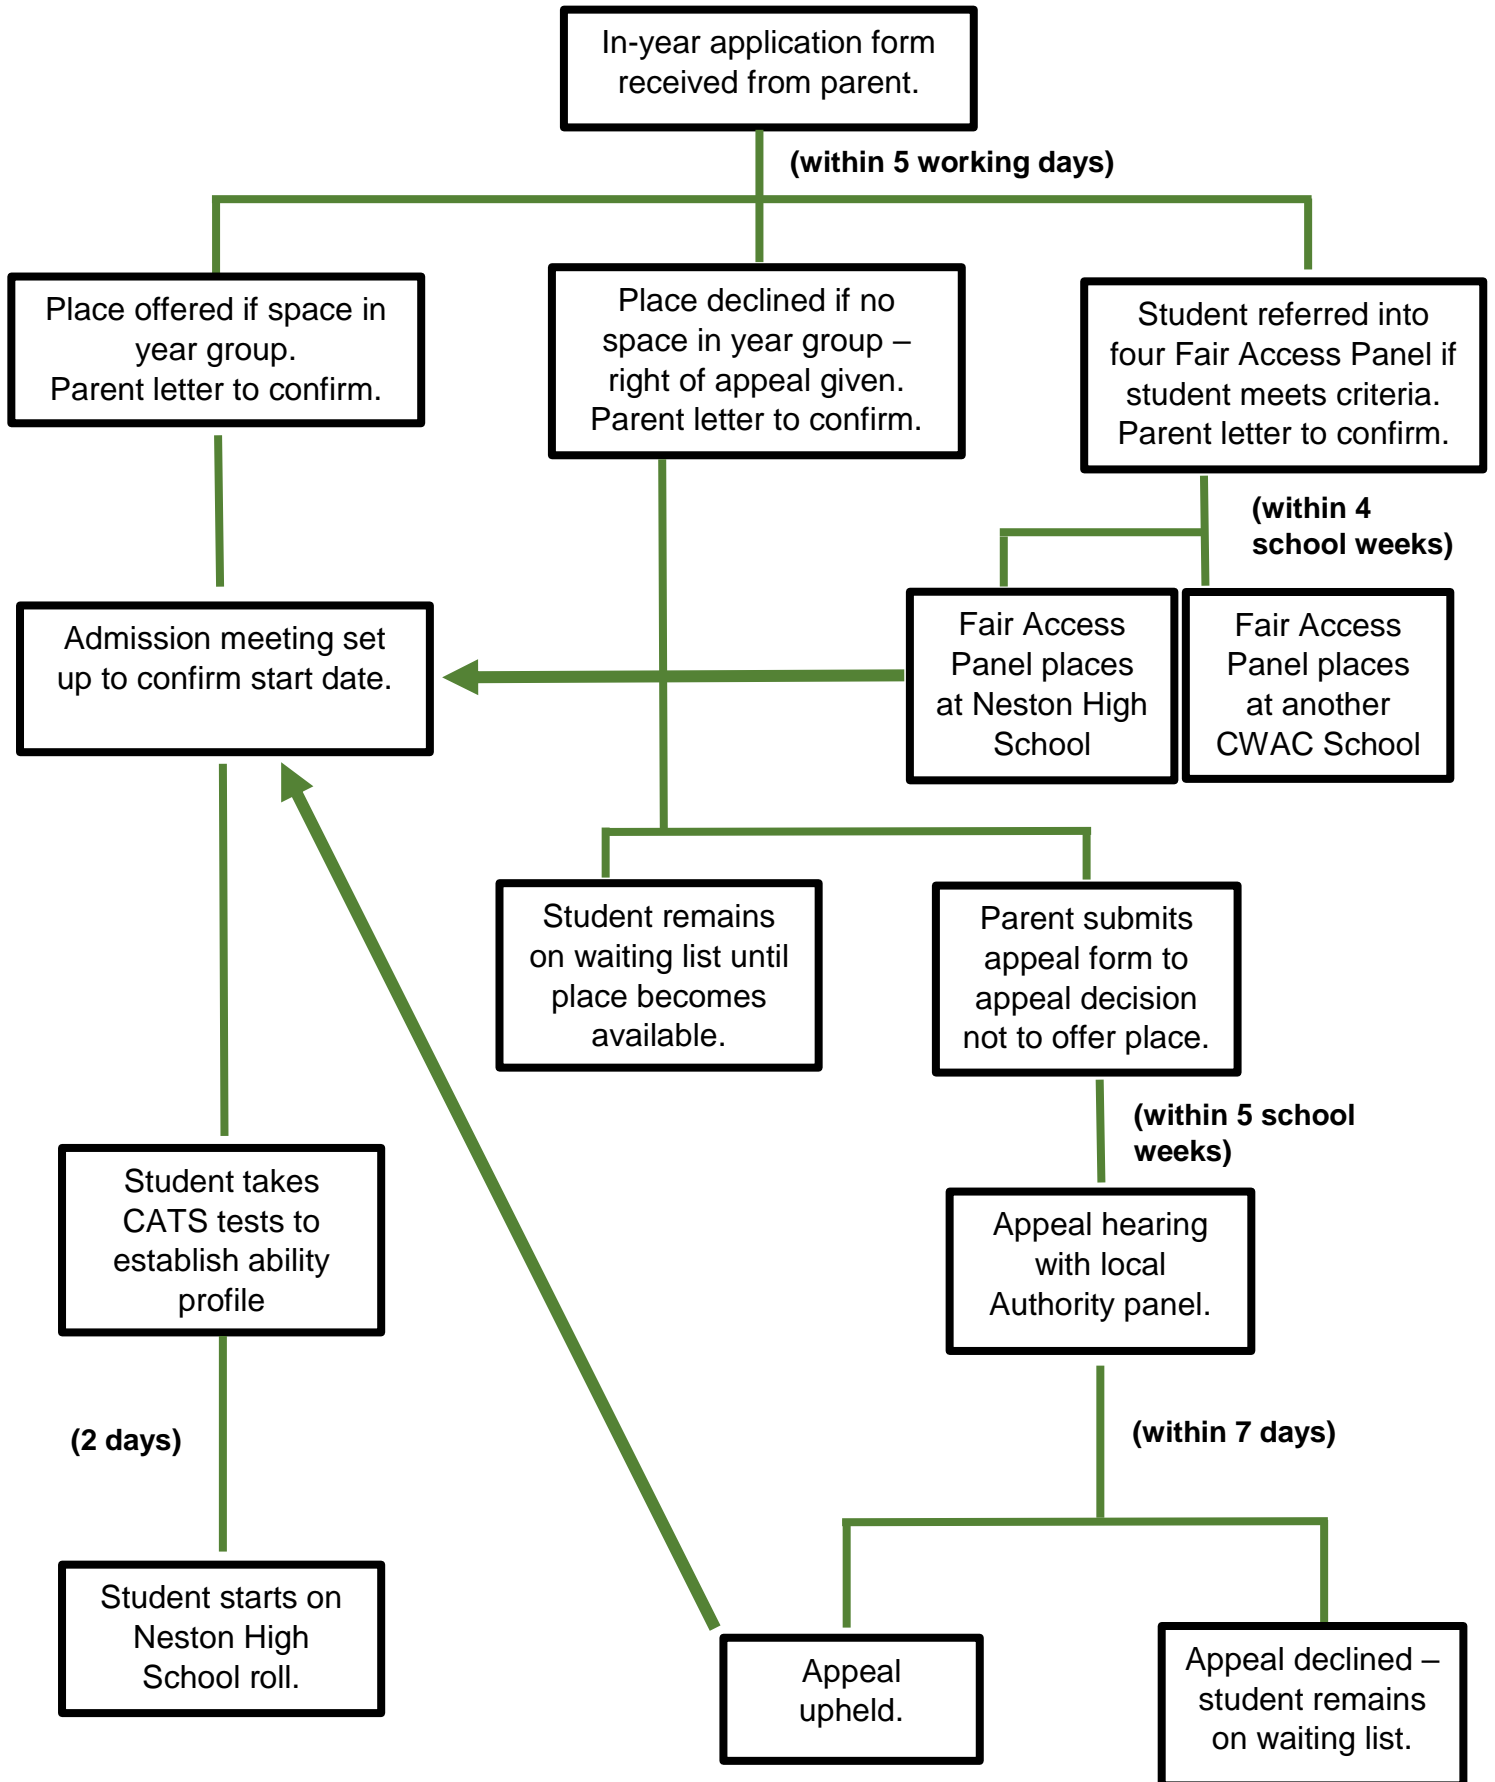 In-year application form
received from parent.
(within 5 working days)
Place offered if space in
year group.
Parent letter to confirm.
Place declined if no
space in year group –
right of appeal given.
Parent letter to confirm.
Student referred into
four Fair Access Panel if
student meets criteria.
Parent letter to confirm.
(within 4
school weeks)
Admission meeting set
up to confirm start date.
Fair Access
Panel places
at Neston High
School
Fair Access
Panel places
at another
CWAC School
Student remains
on waiting list until
place becomes
available.
Parent submits
appeal form to
appeal decision
not to offer place.
(within 5 school
weeks)
Student takes
CATS tests to
establish ability
profile
Appeal hearing
with local
Authority panel.
(2 days)
(within 7 days)
Student starts on
Neston High
School roll.
Appeal
upheld.
Appeal declined –
student remains
on waiting list.